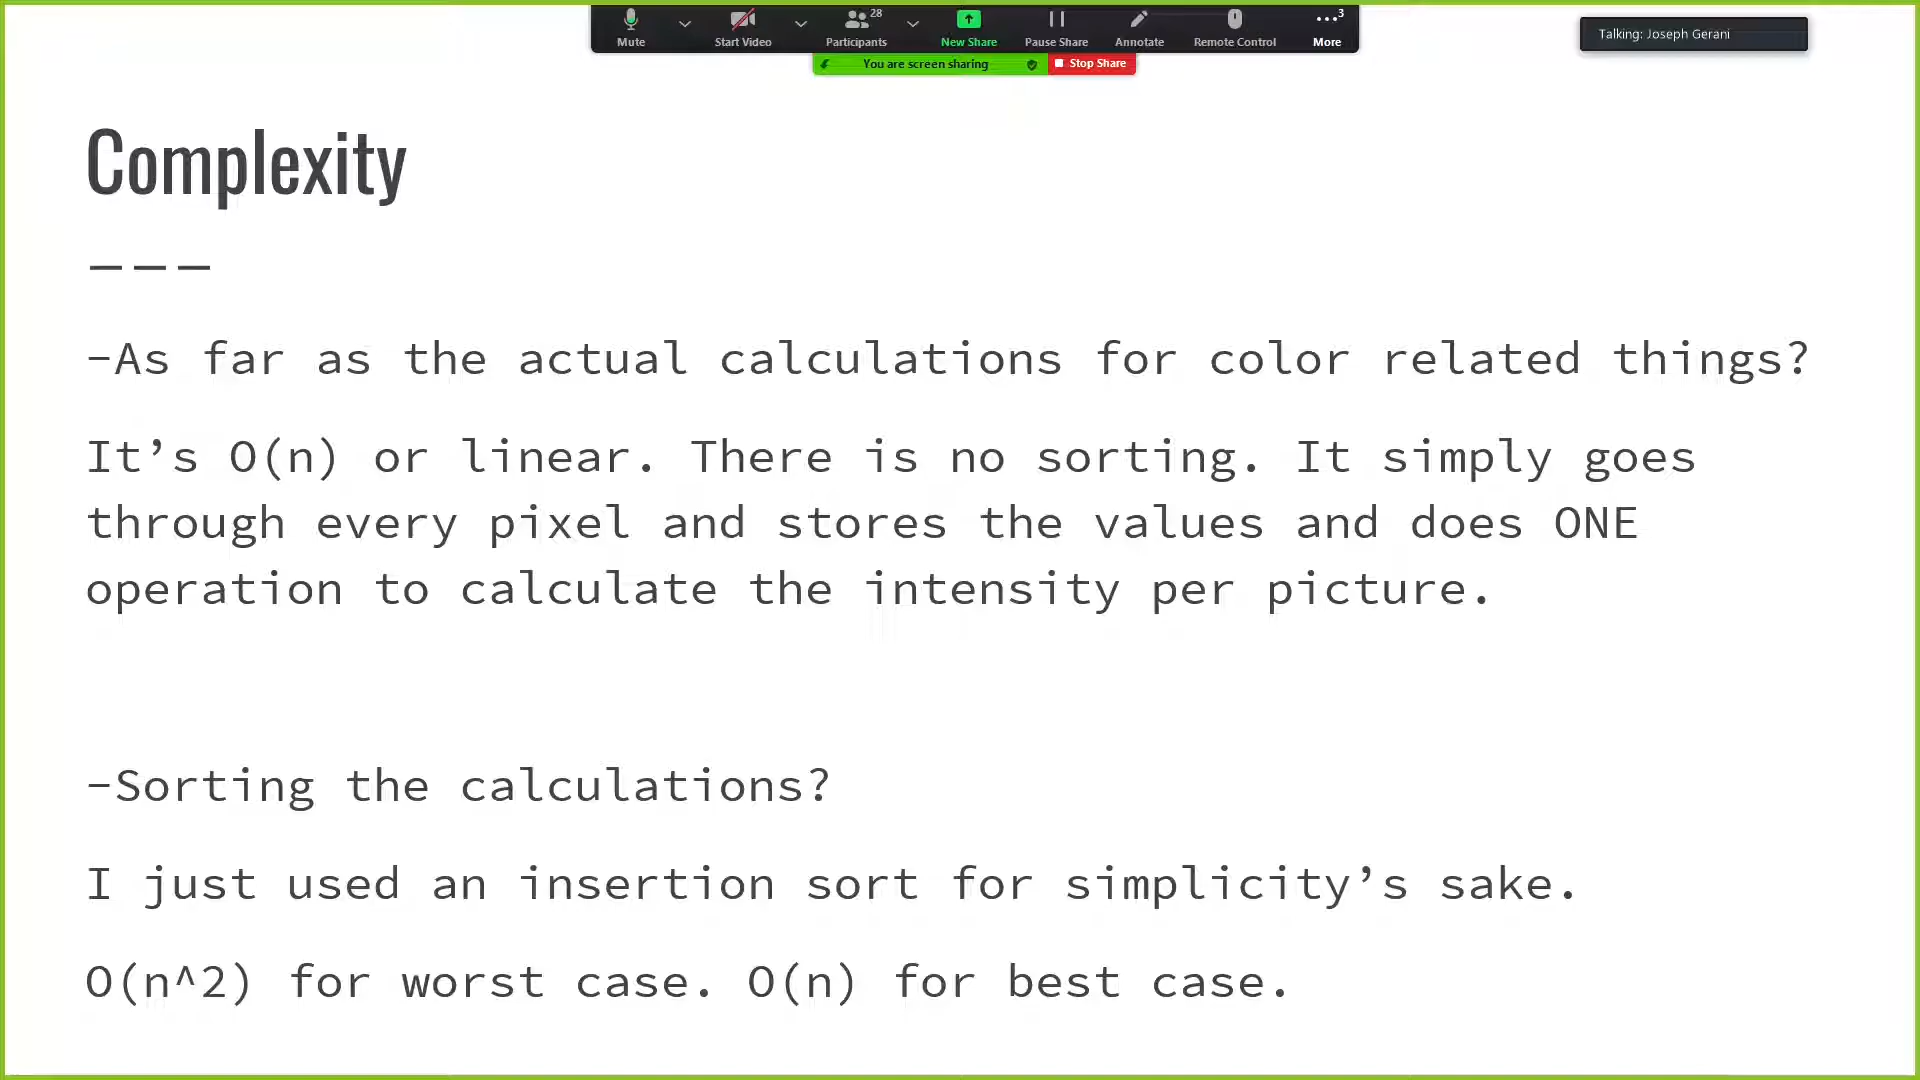 28
3
Mute
Start Video
Participants
New Share
Pause Share
Annotate
Remote Control
More
Talking: Joseph Gerani
You are screen sharing
Stop Share
Complexity
———
-As far as the actual calculations for color related things?
It’s O(n) or linear. There is no sorting. It simply goes
through every pixel and stores the values and does ONE
operation to calculate the intensity per picture.
-Sorting the calculations?
I just used an insertion sort for simplicity’s sake.
O(n^2) for worst case. O(n) for best case.